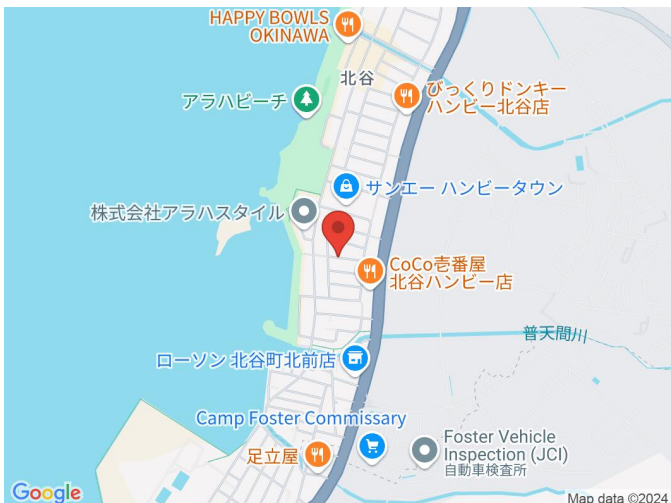 HAPPY BOWLS
OKINAWA
北谷
アラハビーチ
びっくりドンキー
ハンビー北谷店
サンエー ハンビータウン
株式会社アラハスタイル
CoCo壱番屋
北谷ハンビー店
普天間川
ローソン 北谷町北前店
Camp Foster Commissary
Foster Vehicle
Inspection (JCI)
自動車検査所
足立屋
Google
Map data ©2024